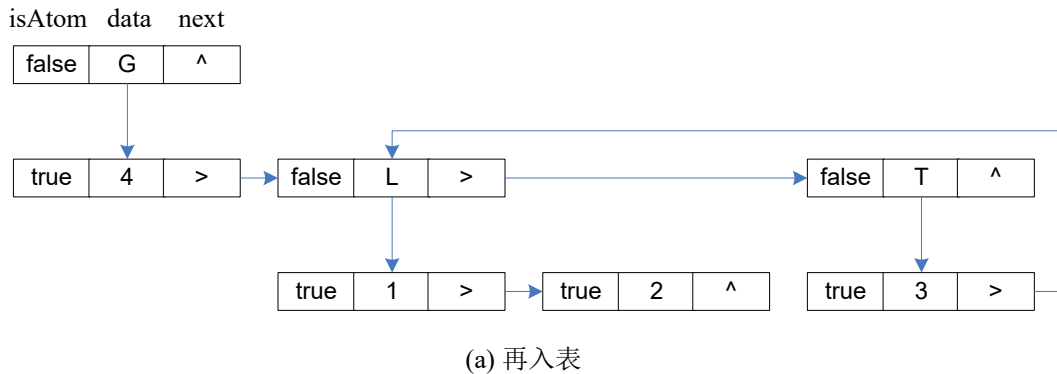 isAtom data next
false G ^
true 4 > false L > false T ^
true 1 > true 2 ^ true 3 >
(a) 再入表